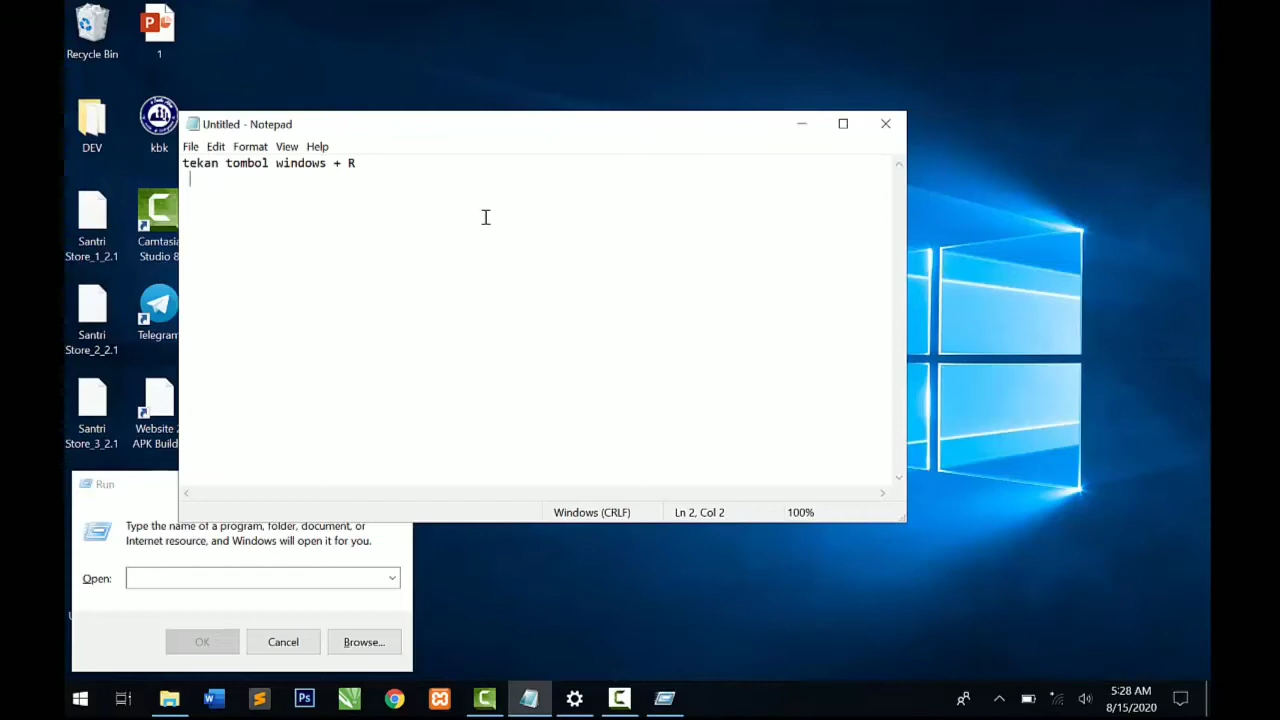 Recycle Bin
1
DEV
kbk
Santri
Store_1_2.1
Camtasia
Studio 8
Santri
Store_2_2.1
Telegram
Santri
Store_3_2.1
Website 2
APK Build
Untitled - Notepad
File Edit Format View Help
tekan tombol windows + R
Windows (CRLF)
Ln 2, Col 2
100%
Run
Type the name of a program, folder, document, or
Internet resource, and Windows will open it for you.
Open:
OK
Cancel
Browse...
5:28 AM
8/15/2020